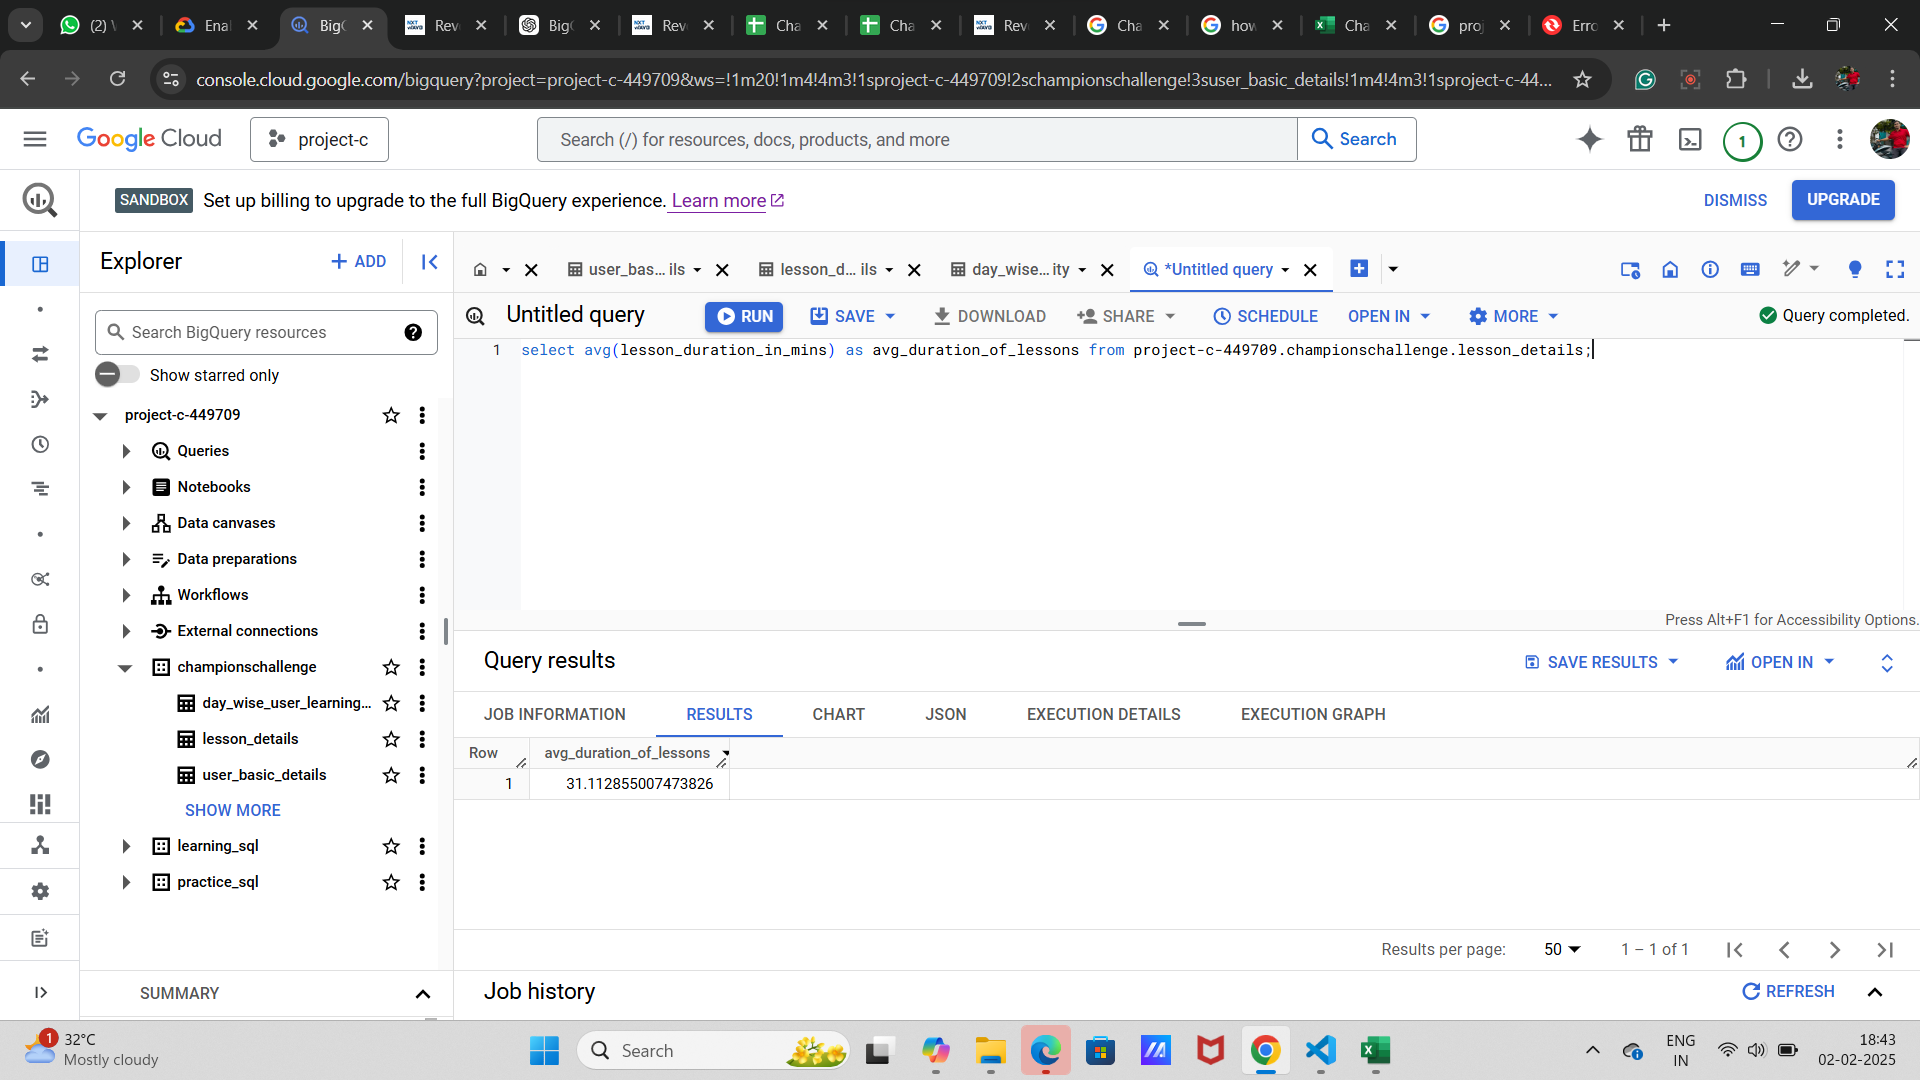 (2) W
Enal
BigC
Rev
BigC
Rev
Cha
Cha
Rev
Cha
how
Cha
proj
Erro
console.cloud.google.com/bigquery?project=project-c-449709&ws=!1m20!1m4!4m3!1sproject-c-449709!2schampionschallenge!3suser_basic_details!1m4!4m3!1sproject-c-44...
Google Cloud
project-c
Search (/) for resources, docs, products, and more
Search
1
SANDBOX
Set up billing to upgrade to the full BigQuery experience. Learn more
DISMISS
UPGRADE
Explorer
+ ADD
user_bas... ils
lesson_d... ils
day_wise... ity
*Untitled query
Search BigQuery resources
Untitled query
RUN
SAVE
DOWNLOAD
SHARE
SCHEDULE
OPEN IN
MORE
Query completed.
1 select avg(lesson_duration_in_mins) as avg_duration_of_lessons from project-c-449709.championschallenge.lesson_details;
Show starred only
project-c-449709
Queries
Notebooks
Data canvases
Data preparations
Workflows
External connections
championschallenge
day_wise_user_learning...
lesson_details
user_basic_details
SHOW MORE
learning_sql
practice_sql
SUMMARY
Press Alt+F1 for Accessibility Options.
Query results
SAVE RESULTS
OPEN IN
JOB INFORMATION
RESULTS
CHART
JSON
EXECUTION DETAILS
EXECUTION GRAPH
Row
avg_duration_of_lessons
1
31.112855007473826
Results per page:
50
1 – 1 of 1
Job history
REFRESH
1
32°C
Mostly cloudy
Search
ENG
IN
18:43
02-02-2025